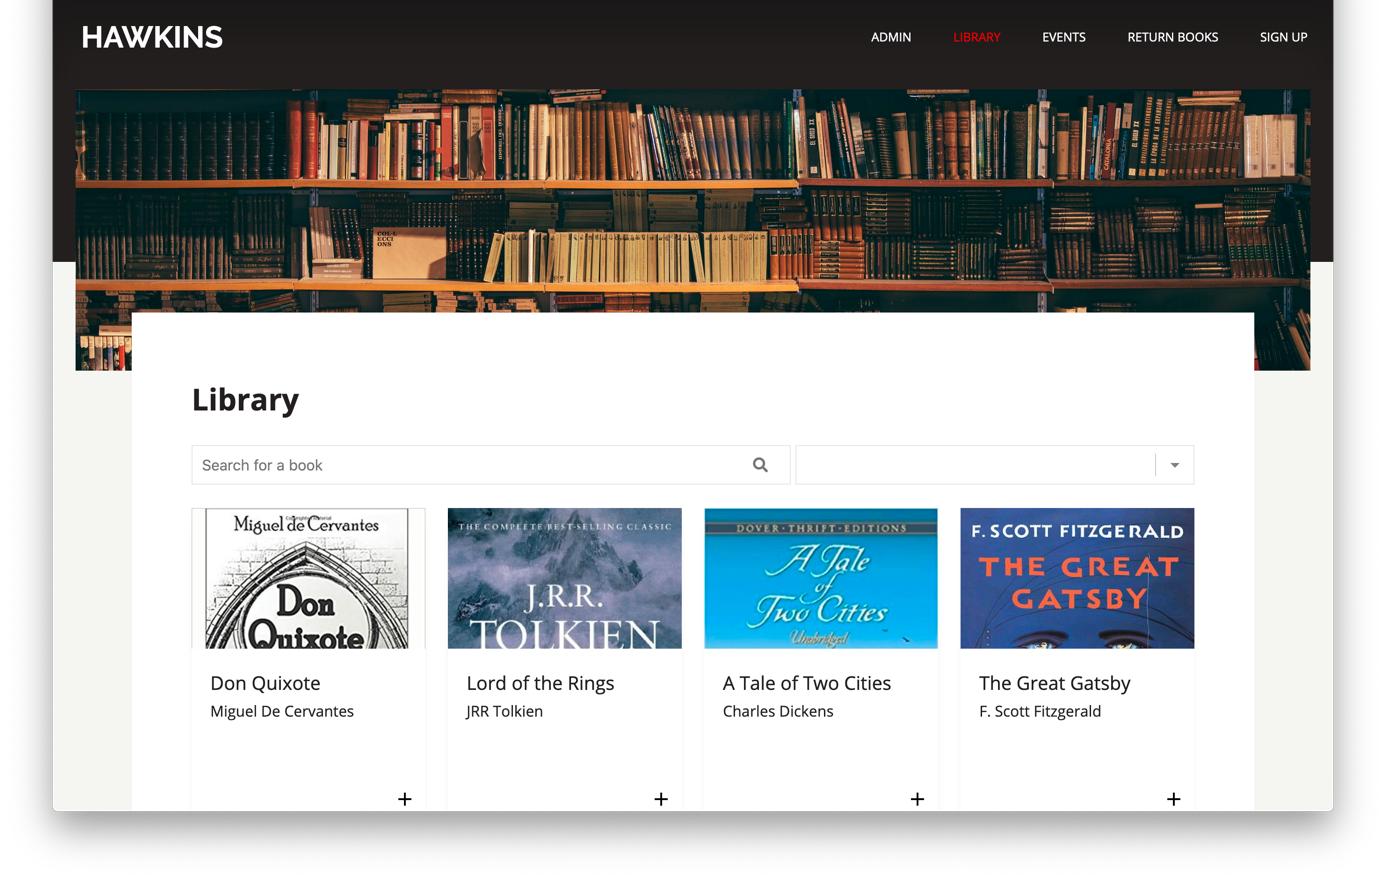 HAWKINS
ADMIN LIBRARY EVENTS RETURN BOOKS SIGN UP
COL·L
ECCI
ONS
Library
Search for a book
Miguel de Cervantes
Don
Quixote
THE COMPLETE BEST-SELLING CLASSIC
J.R.R.
TOLKIEN
DOVER · THRIFT · EDITIONS
A Tale
of
Two Cities
Unabridged
F. SCOTT FITZGERALD
THE GREAT
GATSBY
Don Quixote
Miguel De Cervantes
Lord of the Rings
JRR Tolkien
A Tale of Two Cities
Charles Dickens
The Great Gatsby
F. Scott Fitzgerald
+ + + +